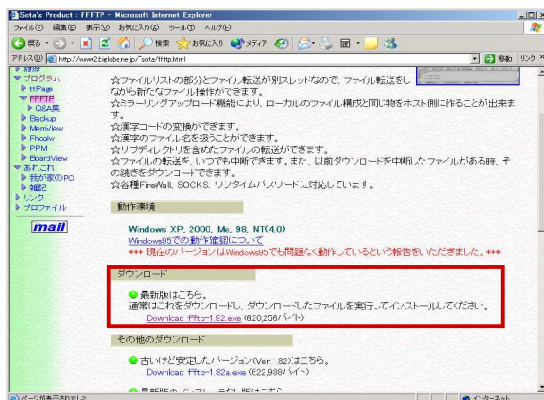 Sota's Product : FFFTP - Microsoft Internet Explorer
ファイル(F) 編集(E) 表示(V) お気に入り(A) ツール(T) ヘルプ(H)
戻る 検索 お気に入り メディア
アドレス(D) 移動 リンク
プログラム
ttPage
FFFTP
Q&A集
Backup
MemView
PPM
BoardView
あれこれ
我が家のPC
雑記
リンク
プロファイル
mail
☆ファイルリストの部分とファイル転送が別スレッドなので、ファイル転送をし
ながら新たなファイル操作ができます。
☆ミラーリングアップロード機能により、ローカルのファイル構成と同じ物をホスト側に作ることが出来ま
す。
☆漢字コードの変換ができます。
☆漢字のファイル名を扱うことができます。
☆サブディレクトリを含めたファイルの転送ができます。
☆ファイルの転送を、いつでも中断できます。また、以前ダウンロードを中断したファイルがある時、そ
の続きをダウンロードできます。
☆各種FireWall, SOCKS, ワンタイムパスワードに対応しています。
動作環境
Windows XP, 2000, Me, 98, NT(4.0)
Windows95での動作確認について
*** 現在のバージョンはWindows95でも問題なく動作しているという報告をいただきました。***
ダウンロード
最新版はこちら。
通常はこれをダウンロードし、ダウンロードしたファイルを実行してインストールしてください。
ffftp-1.82.exe (620,256バイト)
その他のダウンロード
古いけど安定したバージョン
はこちら。
ffftp-1.82a.exe (622,988バイト)
ページが表示されました
インターネット